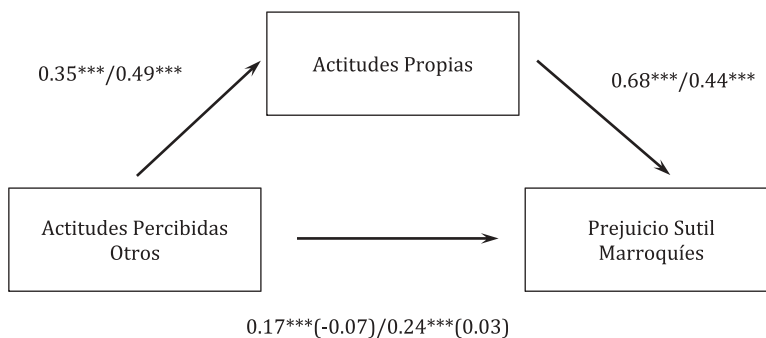 Actitudes Propias
0.35***/0.49***
0.68***/0.44***
Actitudes Percibidas
Otros
Prejuicio Sutil
Marroquíes
0.17***(-0.07)/0.24***(0.03)